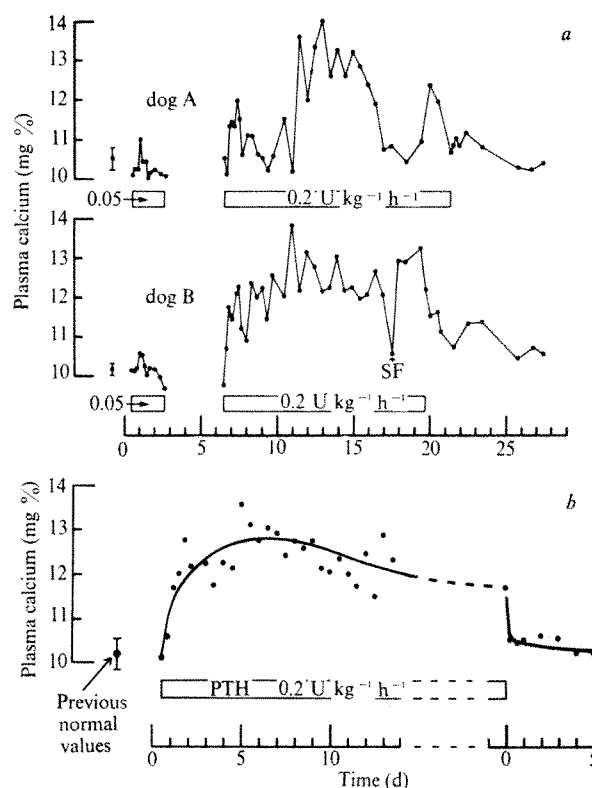 a
14
13
12
11
10
Plasma calcium (mg %)
dog A
0.05→
0.2 U kg⁻¹ h⁻¹
14
13
12
11
10
dog B
SF
0.05→
0.2 U kg⁻¹ h⁻¹
0 5 10 15 20 25
b
14
13
12
11
10
Plasma calcium (mg %)
PTH 0.2 U kg⁻¹ h⁻¹
Previous
normal
values
0 5 10 0 5
Time (d)